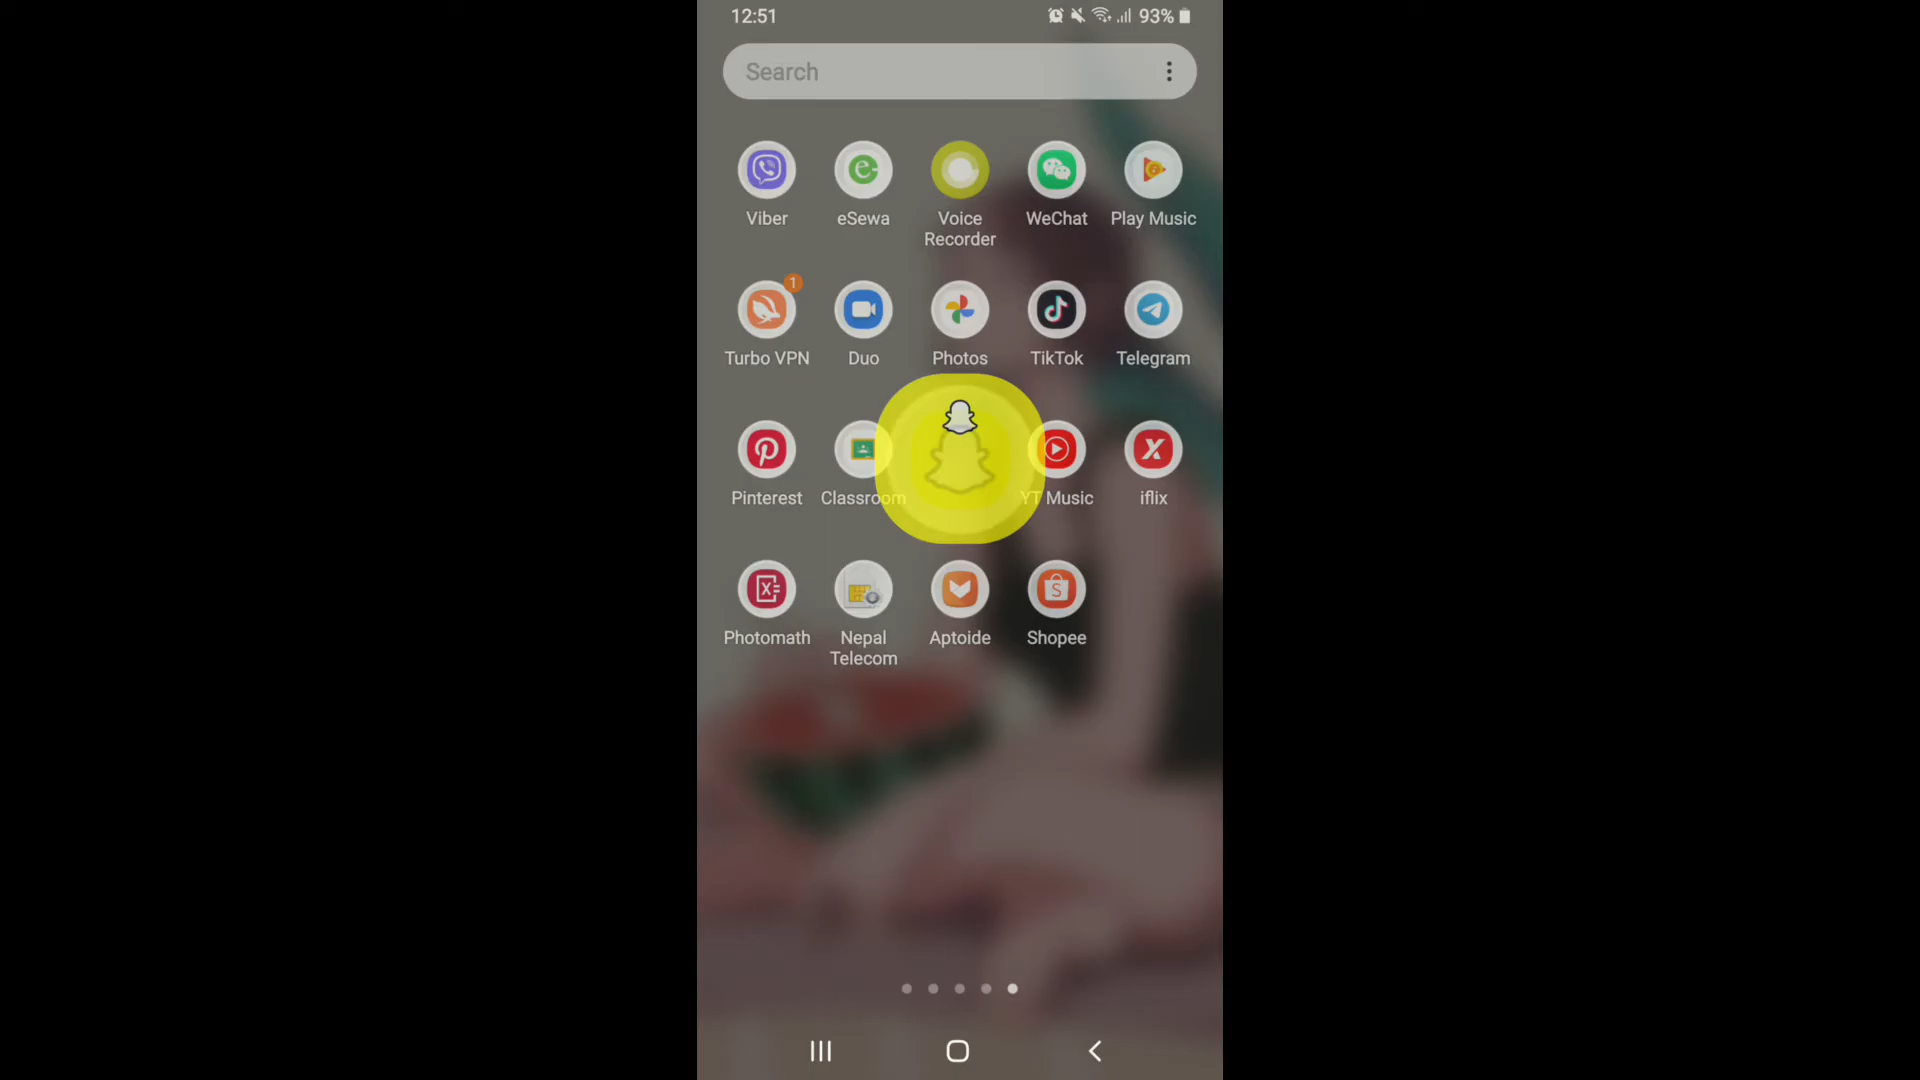 12:51
93%
Search
Viber
eSewa
Voice
Recorder
WeChat
Play Music
1
Turbo VPN
Duo
Photos
TikTok
Telegram
Pinterest
Classroom
YT Music
iflix
Photomath
Nepal
Telecom
Aptoide
Shopee